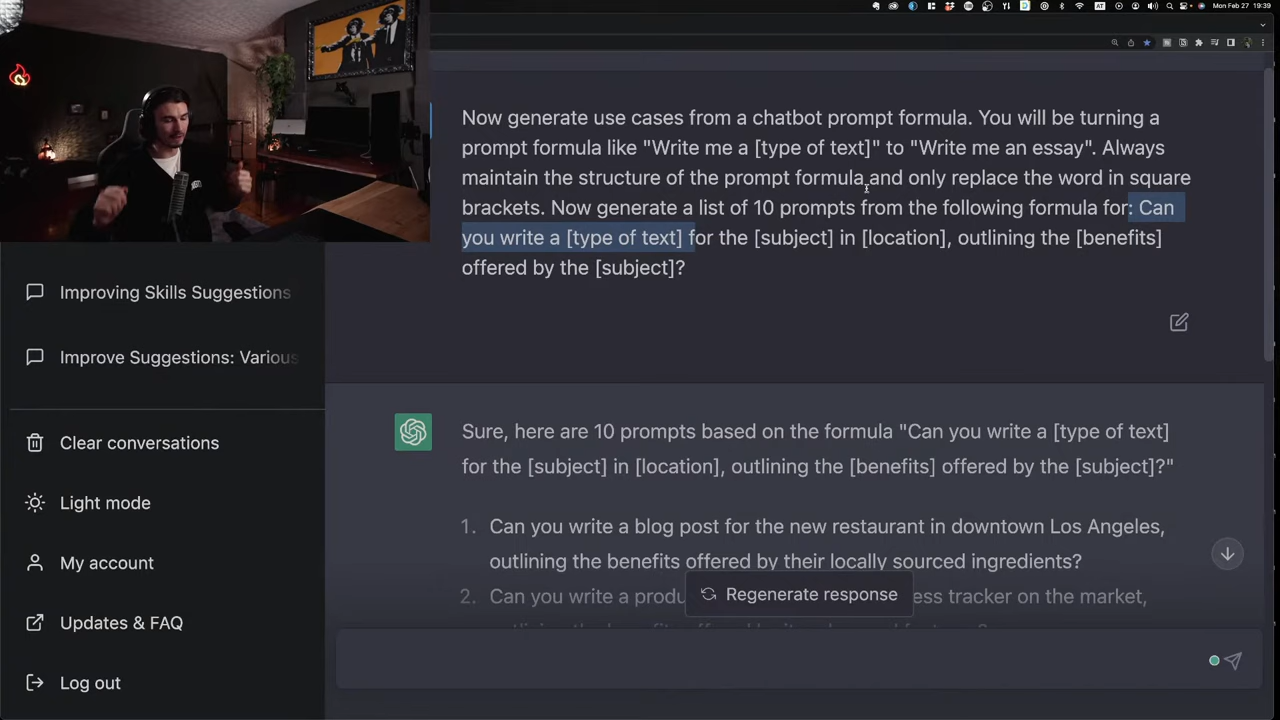 Mon Feb 27 19:39
Now generate use cases from a chatbot prompt formula. You will be turning a
prompt formula like "Write me a [type of text]" to "Write me an essay". Always
maintain the structure of the prompt formula and only replace the word in square
brackets. Now generate a list of 10 prompts from the following formula for: Can
you write a [type of text] for the [subject] in [location], outlining the [benefits]
offered by the [subject]?
Improving Skills Suggestions
Improve Suggestions: Various
Clear conversations
Light mode
My account
Updates & FAQ
Log out
Sure, here are 10 prompts based on the formula "Can you write a [type of text]
for the [subject] in [location], outlining the [benefits] offered by the [subject]?"
1. Can you write a blog post for the new restaurant in downtown Los Angeles,
outlining the benefits offered by their locally sourced ingredients?
2. Can you write a produ ess tracker on the market,
Regenerate response